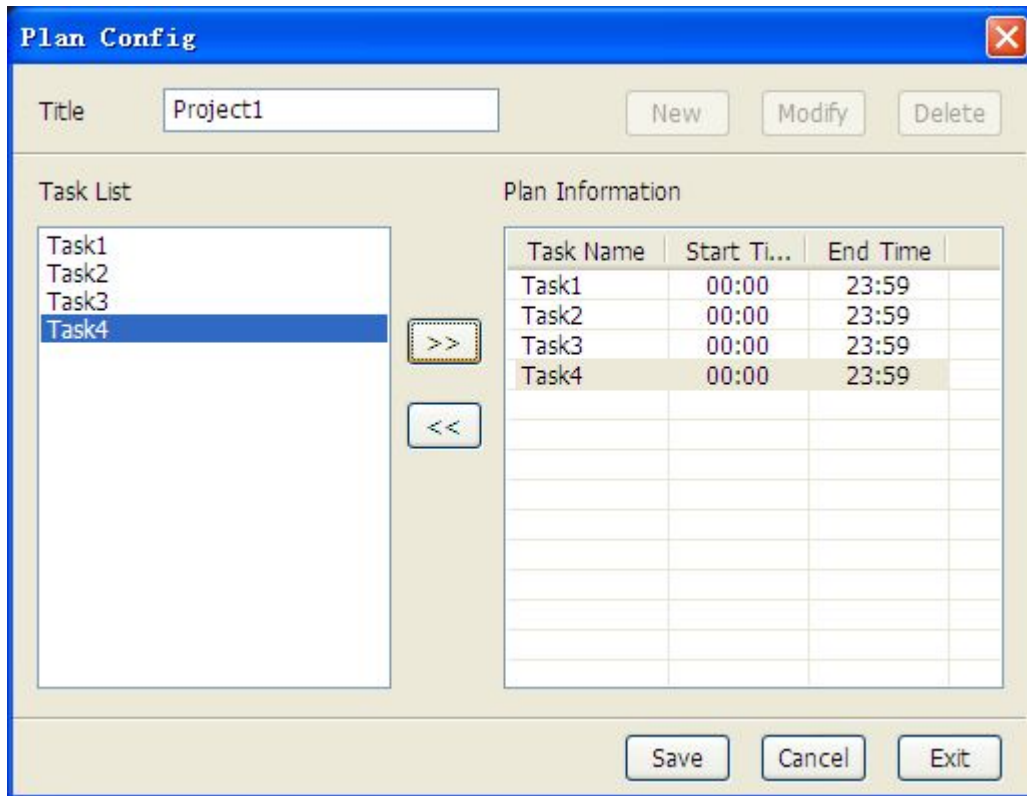 Plan Config
Title Project1 New Modify Delete
Task List
Plan Information
Task1
Task2
Task3
Task4
>>
<<
Task Name Start Ti... End Time
Task1 00:00 23:59
Task2 00:00 23:59
Task3 00:00 23:59
Task4 00:00 23:59
Save Cancel Exit